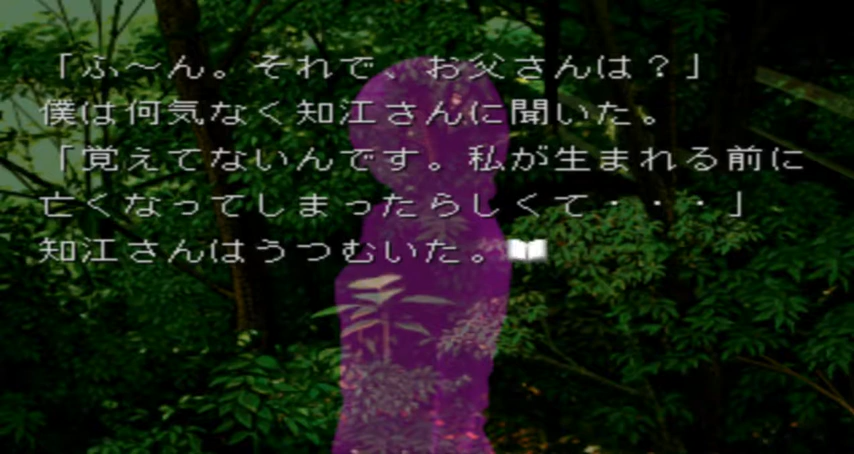 「ふ～ん。それで、お父さんは？」
僕は何気なく知江さんに聞いた。
「覚えてないんです。私が生まれる前に
亡くなってしまったらしくて・・・」
知江さんはうつむいた。